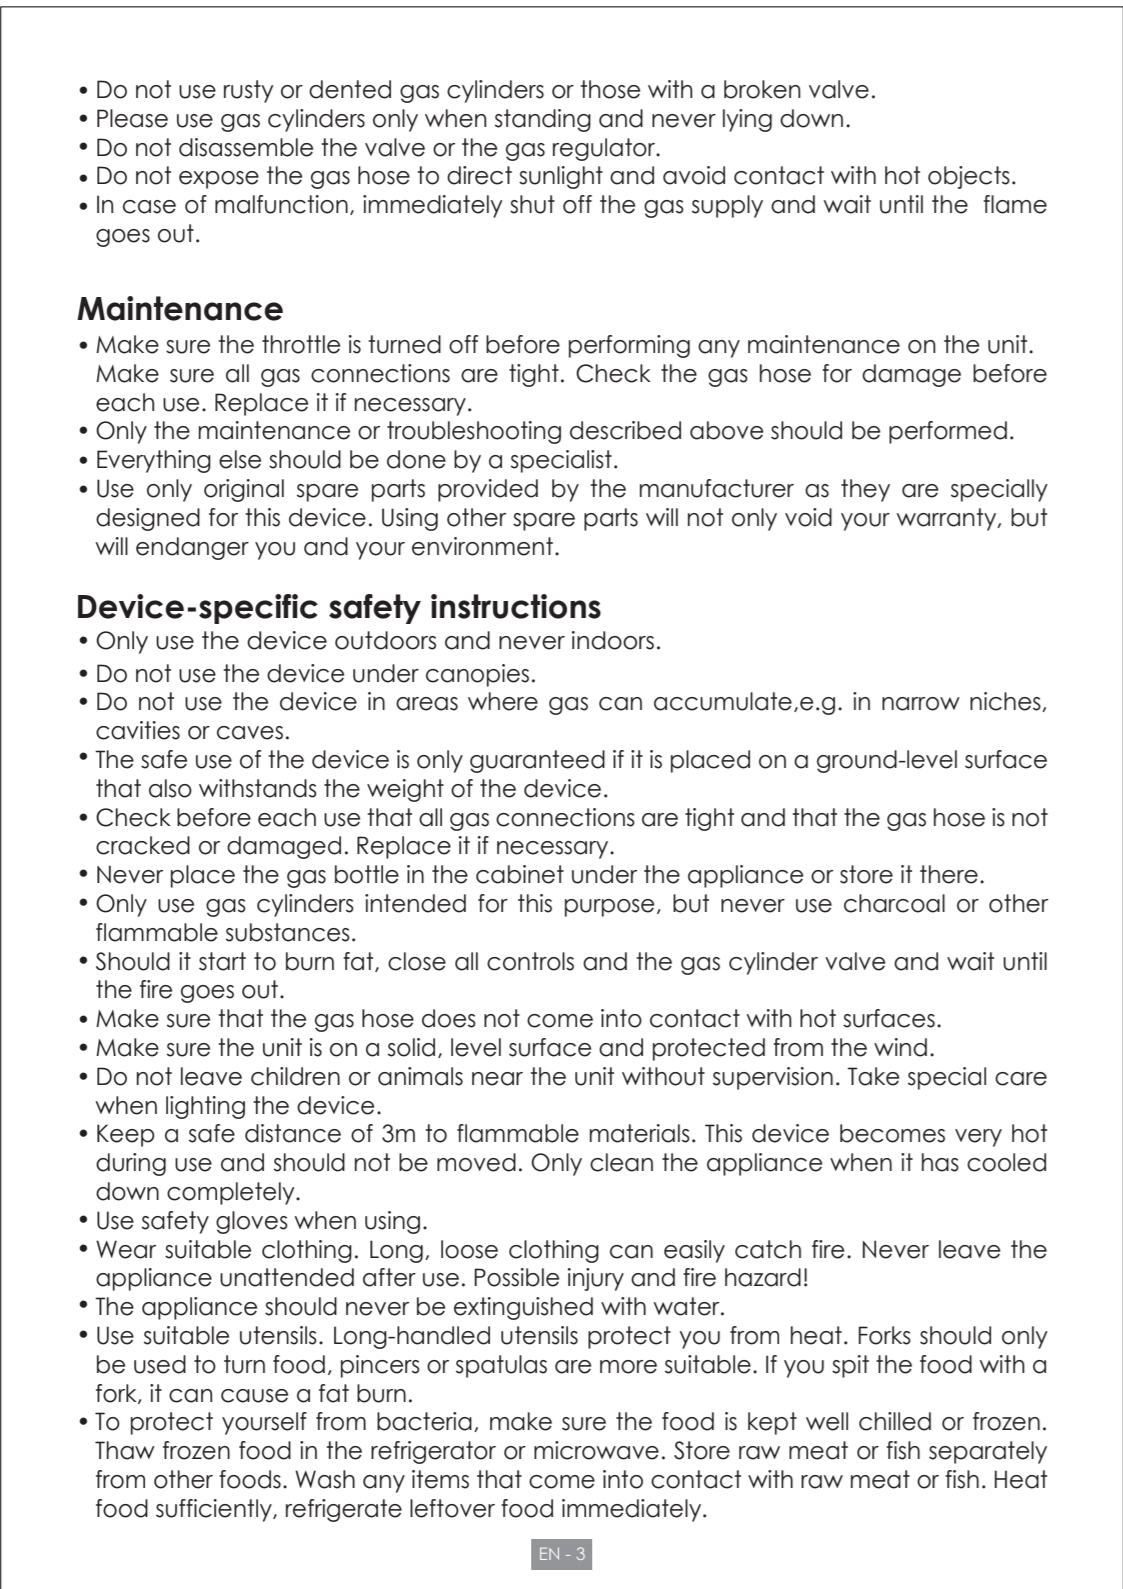 • Do not use rusty or dented gas cylinders or those with a broken valve.
• Please use gas cylinders only when standing and never lying down.
• Do not disassemble the valve or the gas regulator.
• Do not expose the gas hose to direct sunlight and avoid contact with hot objects.
• In case of malfunction, immediately shut off the gas supply and wait until the flame
goes out.
Maintenance
• Make sure the throttle is turned off before performing any maintenance on the unit.
Make sure all gas connections are tight. Check the gas hose for damage before
each use. Replace it if necessary.
• Only the maintenance or troubleshooting described above should be performed.
• Everything else should be done by a specialist.
• Use only original spare parts provided by the manufacturer as they are specially
designed for this device. Using other spare parts will not only void your warranty, but
will endanger you and your environment.
Device-specific safety instructions
• Only use the device outdoors and never indoors.
• Do not use the device under canopies.
• Do not use the device in areas where gas can accumulate,e.g. in narrow niches,
cavities or caves.
• The safe use of the device is only guaranteed if it is placed on a ground-level surface
that also withstands the weight of the device.
• Check before each use that all gas connections are tight and that the gas hose is not
cracked or damaged. Replace it if necessary.
• Never place the gas bottle in the cabinet under the appliance or store it there.
• Only use gas cylinders intended for this purpose, but never use charcoal or other
flammable substances.
• Should it start to burn fat, close all controls and the gas cylinder valve and wait until
the fire goes out.
• Make sure that the gas hose does not come into contact with hot surfaces.
• Make sure the unit is on a solid, level surface and protected from the wind.
• Do not leave children or animals near the unit without supervision. Take special care
when lighting the device.
• Keep a safe distance of 3m to flammable materials. This device becomes very hot
during use and should not be moved. Only clean the appliance when it has cooled
down completely.
• Use safety gloves when using.
• Wear suitable clothing. Long, loose clothing can easily catch fire. Never leave the
appliance unattended after use. Possible injury and fire hazard!
• The appliance should never be extinguished with water.
• Use suitable utensils. Long-handled utensils protect you from heat. Forks should only
be used to turn food, pincers or spatulas are more suitable. If you spit the food with a
fork, it can cause a fat burn.
• To protect yourself from bacteria, make sure the food is kept well chilled or frozen.
Thaw frozen food in the refrigerator or microwave. Store raw meat or fish separately
from other foods. Wash any items that come into contact with raw meat or fish. Heat
food sufficiently, refrigerate leftover food immediately.
EN - 3